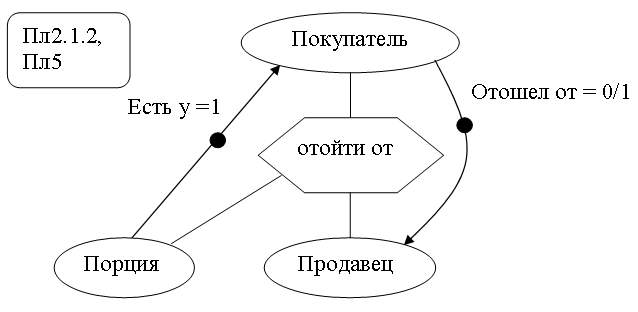 Пл2.1.2,
Пл5
Покупатель
Есть у =1
Отошел от = 0/1
отойти от
Порция
Продавец